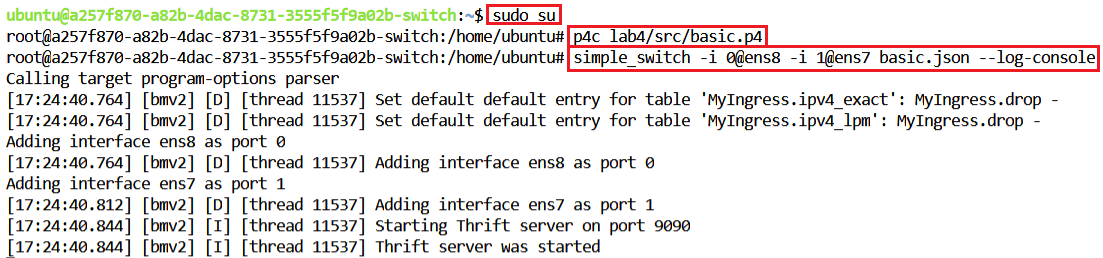 ubuntu@a257f870-a82b-4dac-8731-3555f5f9a02b-switch:~$ sudo su
root@a257f870-a82b-4dac-8731-3555f5f9a02b-switch:/home/ubuntu# p4c lab4/src/basic.p4
root@a257f870-a82b-4dac-8731-3555f5f9a02b-switch:/home/ubuntu# simple_switch -i 0@ens8 -i 1@ens7 basic.json --log-console
Calling target program-options parser
[17:24:40.764] [bmv2] [D] [thread 11537] Set default default entry for table 'MyIngress.ipv4_exact': MyIngress.drop -
[17:24:40.764] [bmv2] [D] [thread 11537] Set default default entry for table 'MyIngress.ipv4_lpm': MyIngress.drop -
Adding interface ens8 as port 0
[17:24:40.764] [bmv2] [D] [thread 11537] Adding interface ens8 as port 0
Adding interface ens7 as port 1
[17:24:40.812] [bmv2] [D] [thread 11537] Adding interface ens7 as port 1
[17:24:40.844] [bmv2] [I] [thread 11537] Starting Thrift server on port 9090
[17:24:40.844] [bmv2] [I] [thread 11537] Thrift server was started